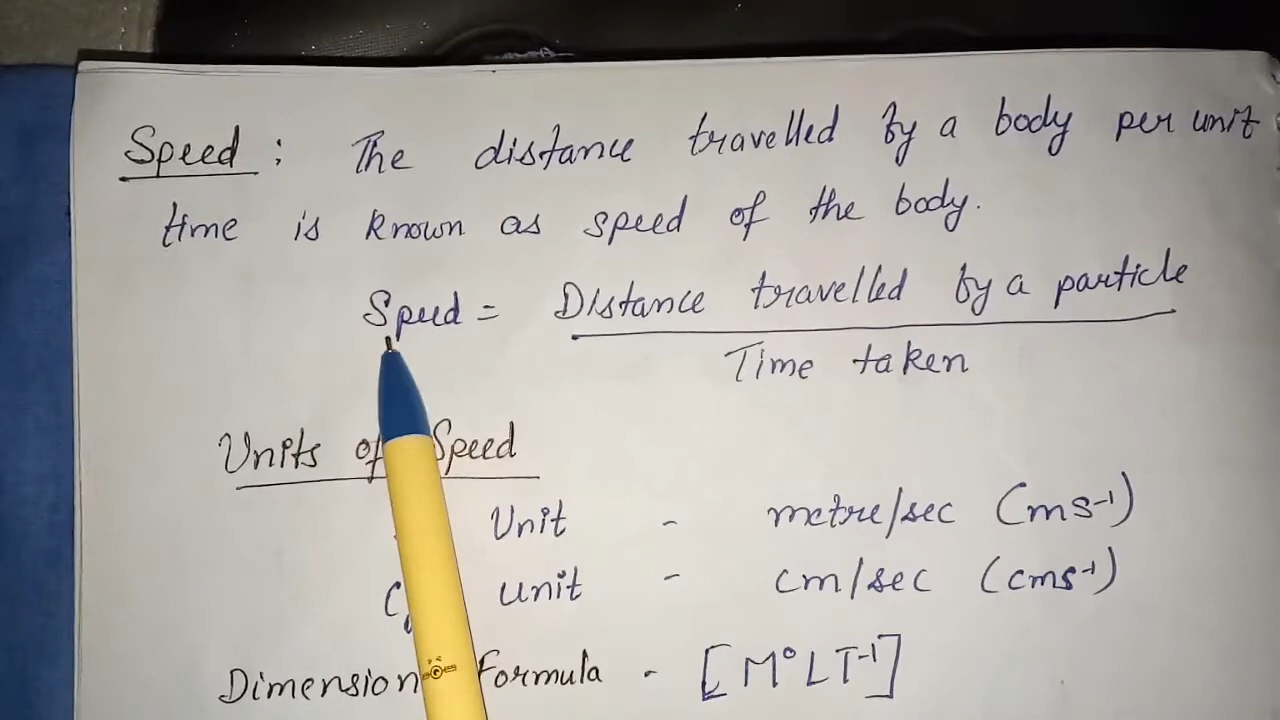 Speed : The distance travelled by a body per unit
time is known as speed of the body.
Speed = Distance travelled by a particle
Time taken
Units of Speed
Unit - metre/sec (ms⁻¹)
unit - cm/sec (cms⁻¹)
Dimension Formula - [M⁰LT⁻¹]